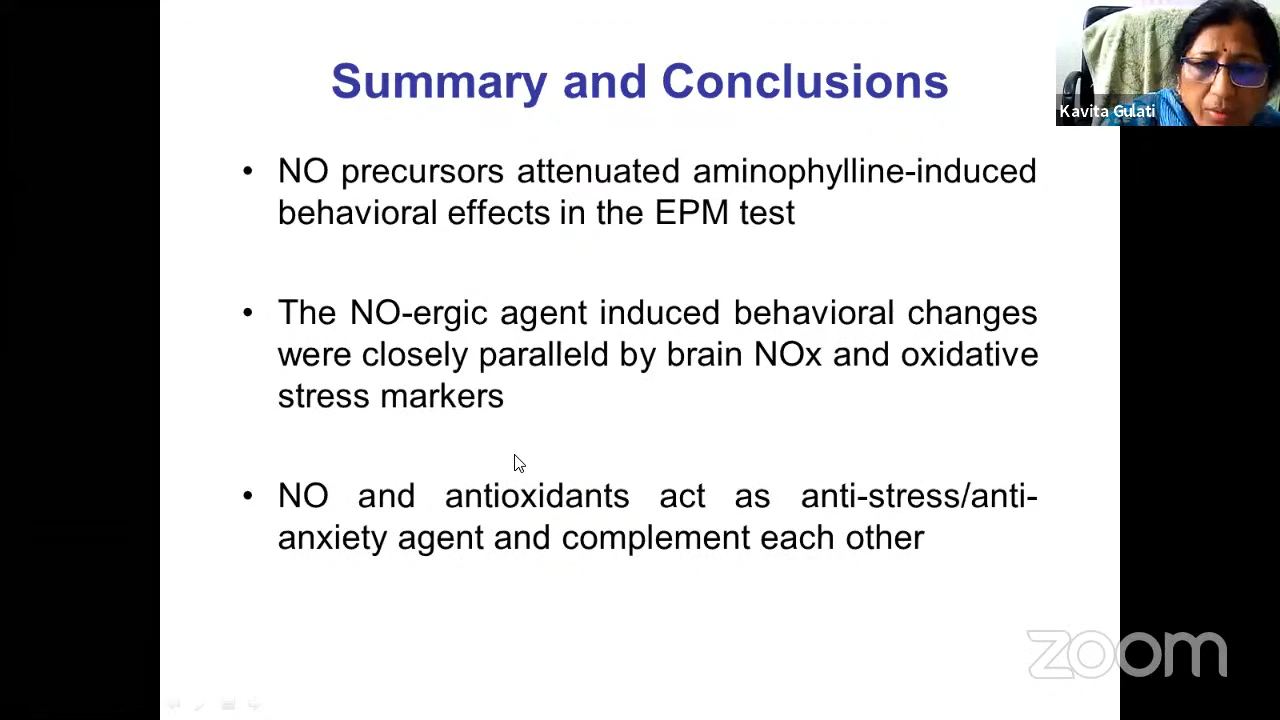 Summary and Conclusions
Kavita Gulati
• NO precursors attenuated aminophylline-induced
behavioral effects in the EPM test
• The NO-ergic agent induced behavioral changes
were closely paralleld by brain NOx and oxidative
stress markers
• NO and antioxidants act as anti-stress/anti-
anxiety agent and complement each other
zoom